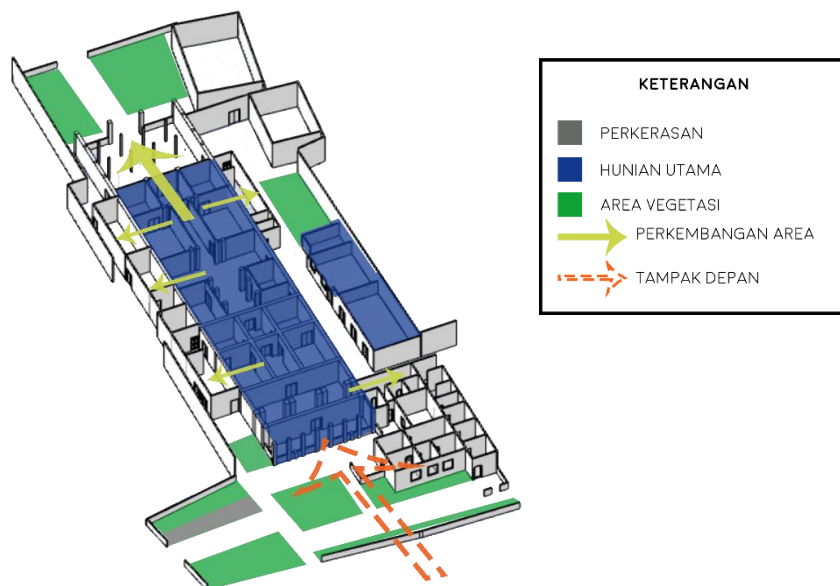 KETERANGAN
PERKERASAN
HUNIAN UTAMA
AREA VEGETASI
PERKEMBANGAN AREA
TAMPAK DEPAN